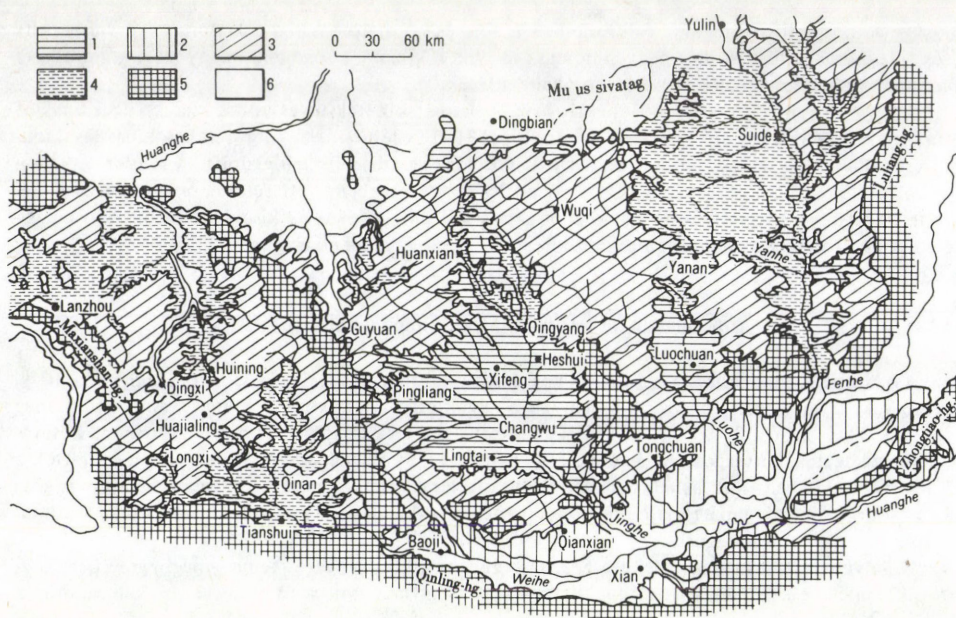 1
2
3
0 30 60 km
4
5
6
Yulin
Mu us sivatag
Dingbian
Huanghe
Suide
Luliang-hg.
Wuqi
Huanxian
Yanan
Yanhe
Lanzhou
Maxianshan-hg.
Guyuan
Qingyang
Heshui
Luochuan
Huining
Xifeng
Dingxi
Pingliang
Fenhe
Huajialing
Changwu
Luohe
Zhongtiao-hg.
Longxi
Lingtai
Tongchuan
Qinan
Huanghe
Jinghe
Tianshui
Baoji
Qianxian
Xian
Weihe
Qinling-hg.